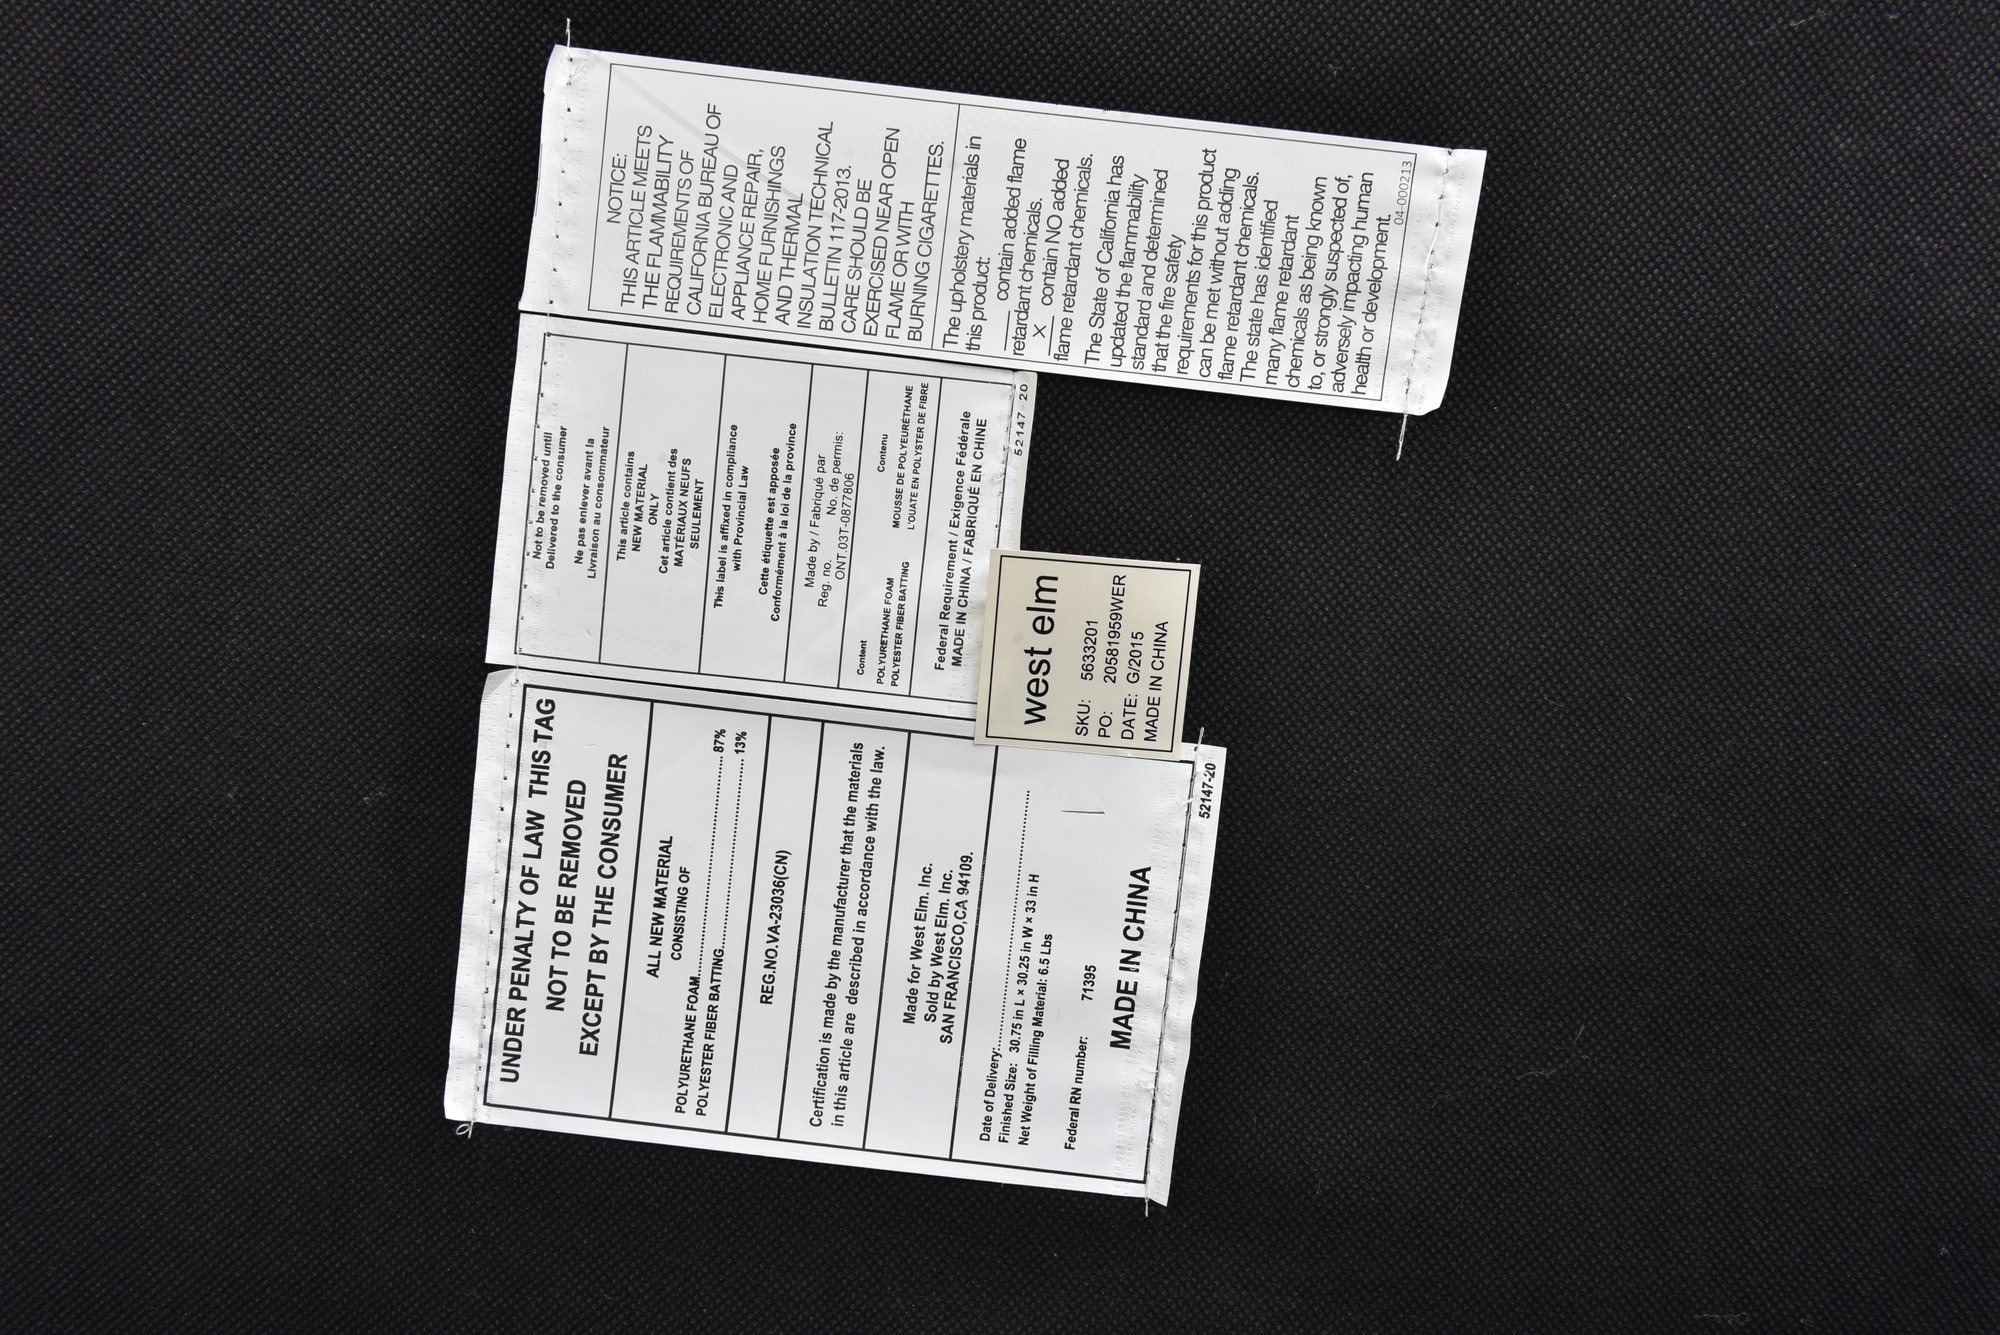 NOTICE:
THIS ARTICLE MEETS
THE FLAMMABILITY
REQUIREMENTS OF
CALIFORNIA BUREAU OF
ELECTRONIC AND
APPLIANCE REPAIR,
HOME FURNISHINGS
AND THERMAL
INSULATION TECHNICAL
BULLETIN 117-2013.
CARE SHOULD BE
EXERCISED NEAR OPEN
FLAME OR WITH
BURNING CIGARETTES.
The upholstery materials in
this product:
____ contain added flame
retardant chemicals.
__X__ contain NO added
flame retardant chemicals.
The State of California has
updated the flammability
standard and determined
that the fire safety
requirements for this product
can be met without adding
flame retardant chemicals.
The state has identified
many flame retardant
chemicals as being known
to, or strongly suspected of,
adversely impacting human
health or development.
04-000213
Not to be removed until
Delivered to the consumer
Ne pas enlever avant la
Livraison au consommateur
This article contains
NEW MATERIAL
ONLY
Cet article contient des
MATÉRIAUX NEUFS
SEULEMENT
This label is affixed in compliance
with Provincial Law
Cette étiquette est apposée
Conformément à la loi de la province
Made by / Fabriqué par
Reg. no. No. de permis:
ONT.03T-0877806
Content Contenu
POLYURETHANE FOAM MOUSSE DE POLYEURÉTHANE
POLYESTER FIBER BATTING L'OUATE EN POLYSTER DE FIBRE
Federal Requirement / Exigence Fédérale
MADE IN CHINA / FABRIQUÉ EN CHINE
52147-20
west elm
SKU: 5633201
PO: 20581959WER
DATE: G/2015
MADE IN CHINA
UNDER PENALTY OF LAW THIS TAG
NOT TO BE REMOVED
EXCEPT BY THE CONSUMER
ALL NEW MATERIAL
CONSISTING OF
POLYURETHANE FOAM..........87%
POLYESTER FIBER BATTING..........13%
REG.NO.VA-23036(CN)
Certification is made by the manufacturer that the materials
in this article are described in accordance with the law.
Made for West Elm. Inc.
Sold by West Elm. Inc.
SAN FRANCISCO,CA 94109.
Date of Delivery:..........
Finished Size: 30.75 in L × 30.25 in W × 33 in H
Net Weight of Filling Material: 6.5 Lbs
Federal RN number: 71395
MADE IN CHINA
52147-20